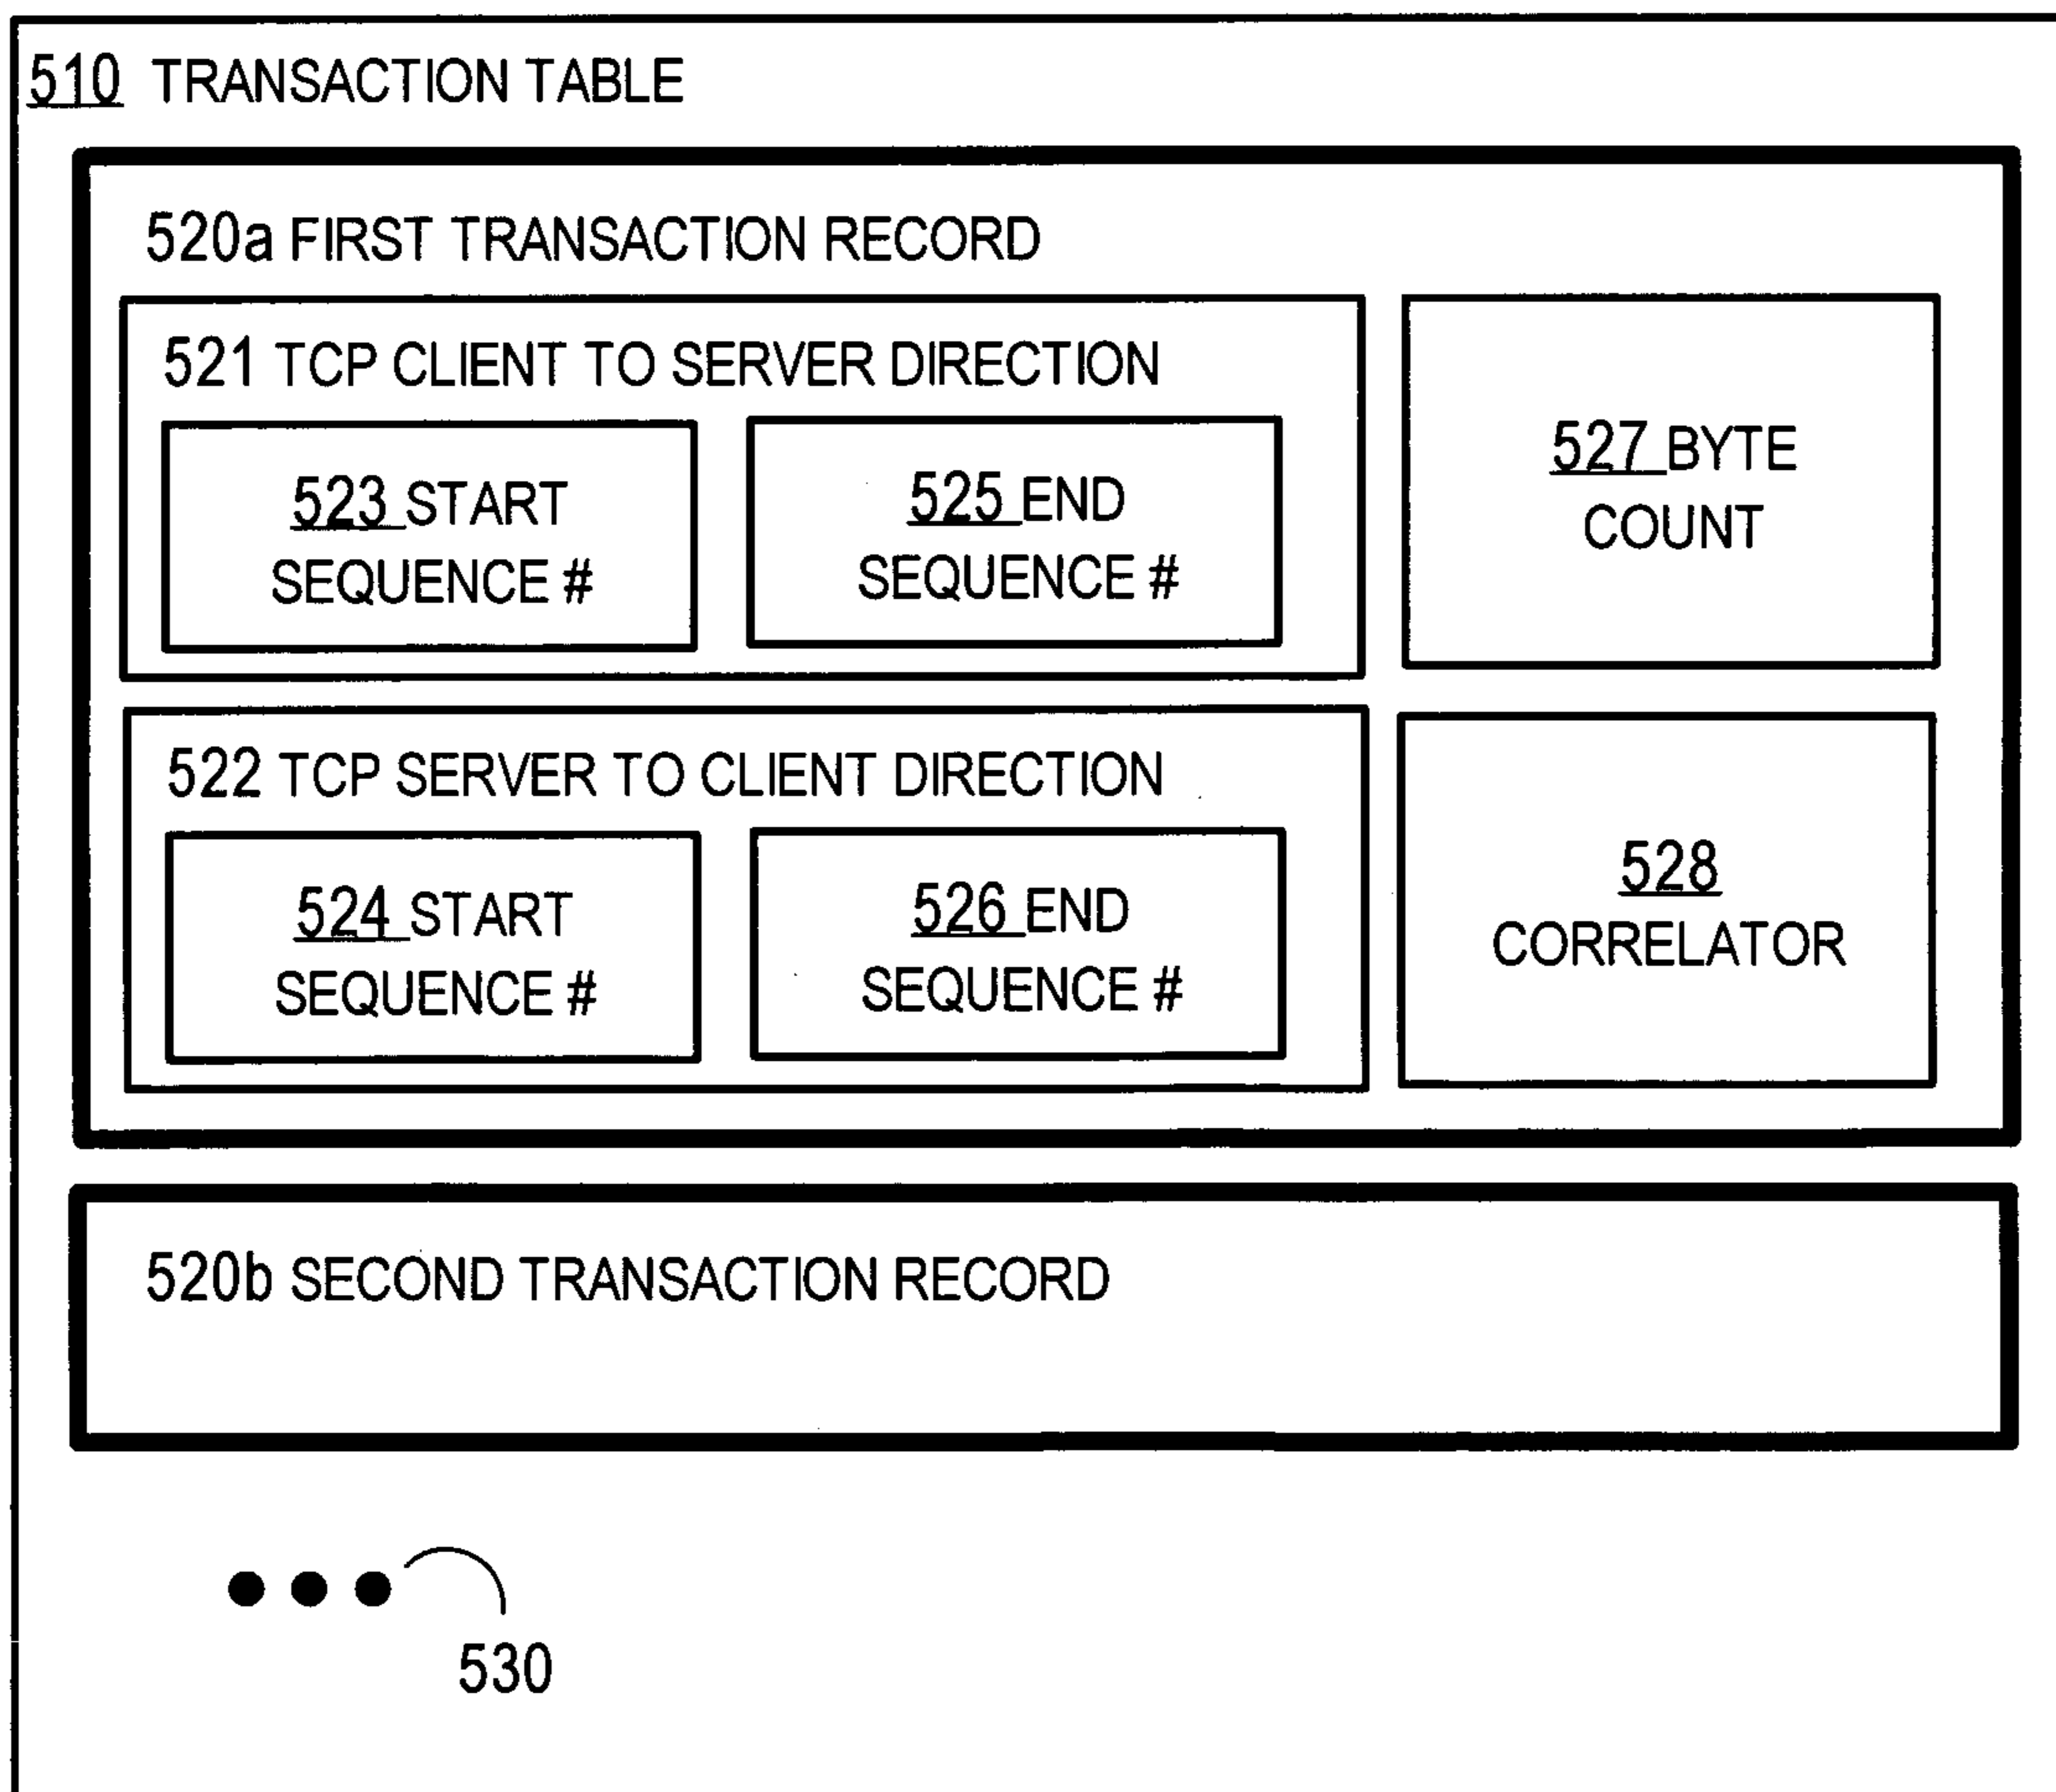 510 TRANSACTION TABLE
520a FIRST TRANSACTION RECORD
521 TCP CLIENT TO SERVER DIRECTION
523 START
SEQUENCE #
525 END
SEQUENCE #
527 BYTE
COUNT
522 TCP SERVER TO CLIENT DIRECTION
524 START
SEQUENCE #
526 END
SEQUENCE #
528
CORRELATOR
520b SECOND TRANSACTION RECORD
530